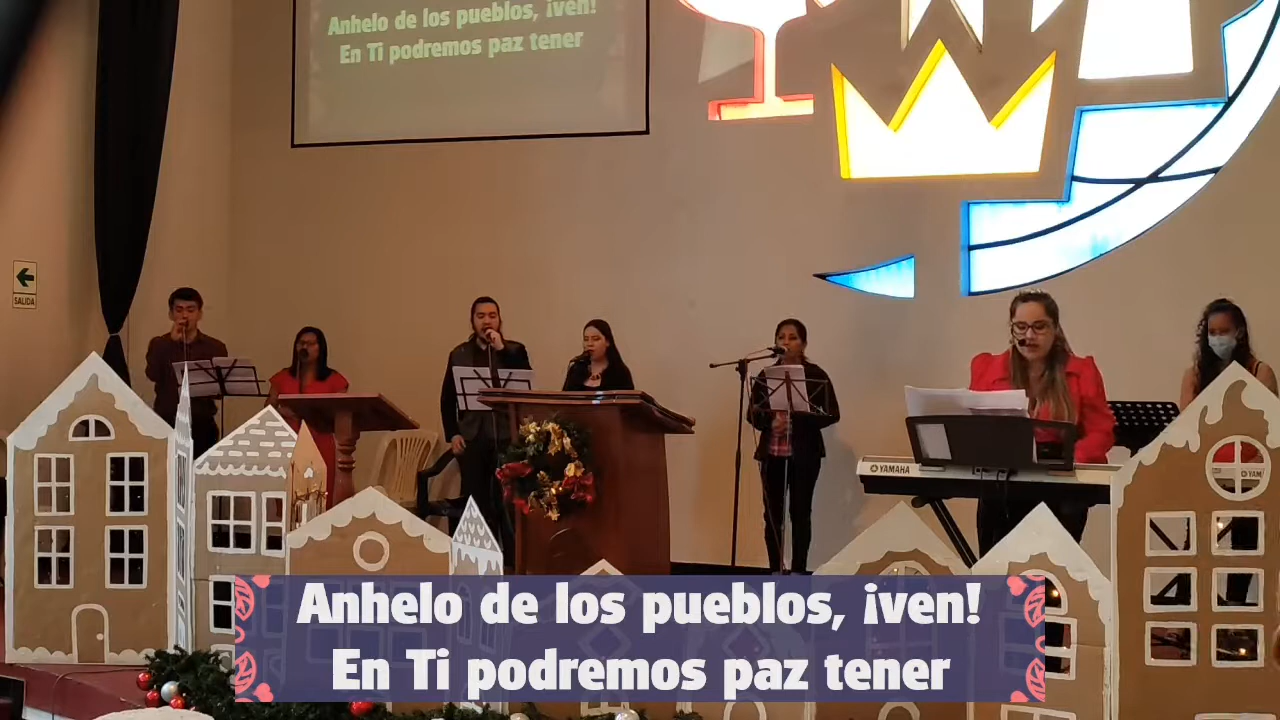 Anhelo de los pueblos, ¡ven!
En Ti podremos paz tener
SALIDA
YAMAHA
YAM
Anhelo de los pueblos, ¡ven!
En Ti podremos paz tener